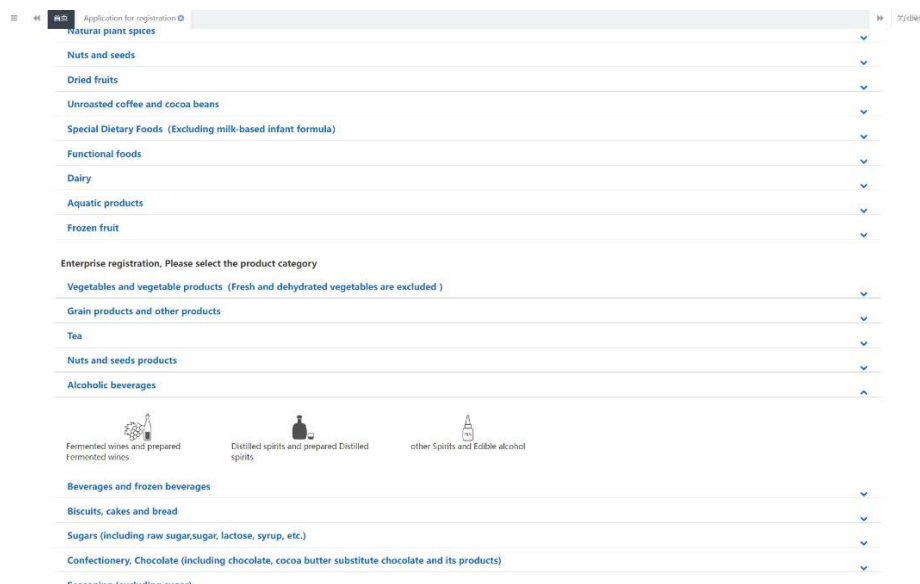 首页 Application for registration
Natural plant spices
Nuts and seeds
Dried fruits
Unroasted coffee and cocoa beans
Special Dietary Foods (Excluding milk-based infant formula)
Functional foods
Dairy
Aquatic products
Frozen fruit
Enterprise registration, Please select the product category
Vegetables and vegetable products (Fresh and dehydrated vegetables are excluded )
Grain products and other products
Tea
Nuts and seeds products
Alcoholic beverages
Fermented wines and prepared
Fermented wines
Distilled spirits and prepared Distilled
spirits
other Spirits and Edible alcohol
Beverages and frozen beverages
Biscuits, cakes and bread
Sugars (including raw sugar,sugar, lactose, syrup, etc.)
Confectionery, Chocolate (including chocolate, cocoa butter substitute chocolate and its products)